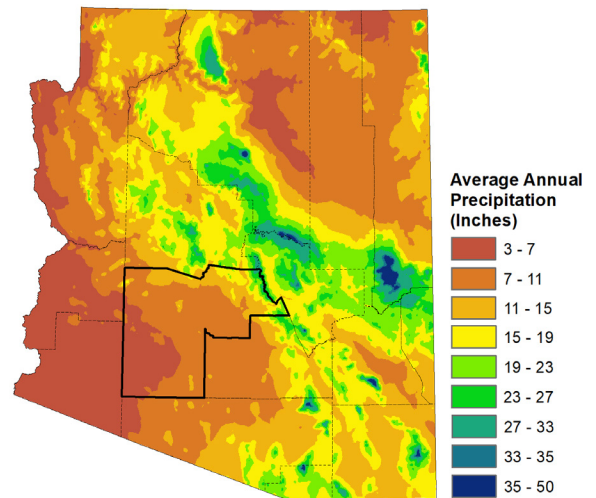 Average Annual
Precipitation
(Inches)
3 - 7
7 - 11
11 - 15
15 - 19
19 - 23
23 - 27
27 - 33
33 - 35
35 - 50